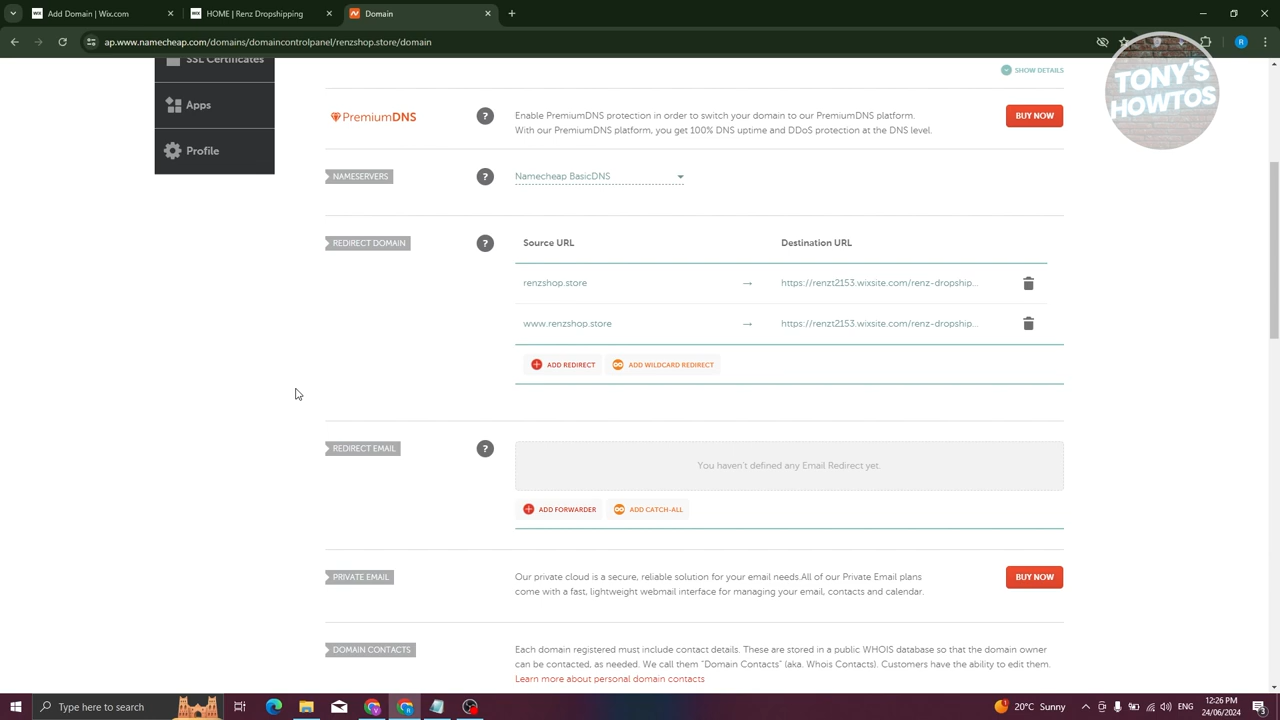 Add Domain | Wix.com
HOME | Renz Dropshipping
Domain
ap.www.namecheap.com/domains/domaincontrolpanel/renzshop.store/domain
R
TONY'S
HOWTOS
SSL Certificates
Apps
Profile
SHOW DETAILS
PremiumDNS
?
Enable PremiumDNS protection in order to switch your domain to our PremiumDNS platform.
With our PremiumDNS platform, you get 100% DNS uptime and DDoS protection at the DNS level.
BUY NOW
NAMESERVERS
?
Namecheap BasicDNS
REDIRECT DOMAIN
?
Source URL
Destination URL
renzshop.store
→
https://renzt2153.wixsite.com/renz-dropship...
www.renzshop.store
→
https://renzt2153.wixsite.com/renz-dropship...
ADD REDIRECT
ADD WILDCARD REDIRECT
REDIRECT EMAIL
?
You haven't defined any Email Redirect yet.
ADD FORWARDER
ADD CATCH-ALL
PRIVATE EMAIL
Our private cloud is a secure, reliable solution for your email needs.All of our Private Email plans
come with a fast, lightweight webmail interface for managing your email, contacts and calendar.
BUY NOW
DOMAIN CONTACTS
Each domain registered must include contact details. These are stored in a public WHOIS database so that the domain owner
can be contacted, as needed. We call them "Domain Contacts" (aka. Whois Contacts). Customers have the ability to edit them.
Learn more about personal domain contacts
Type here to search
20°C Sunny
12:26 PM
24/06/2024